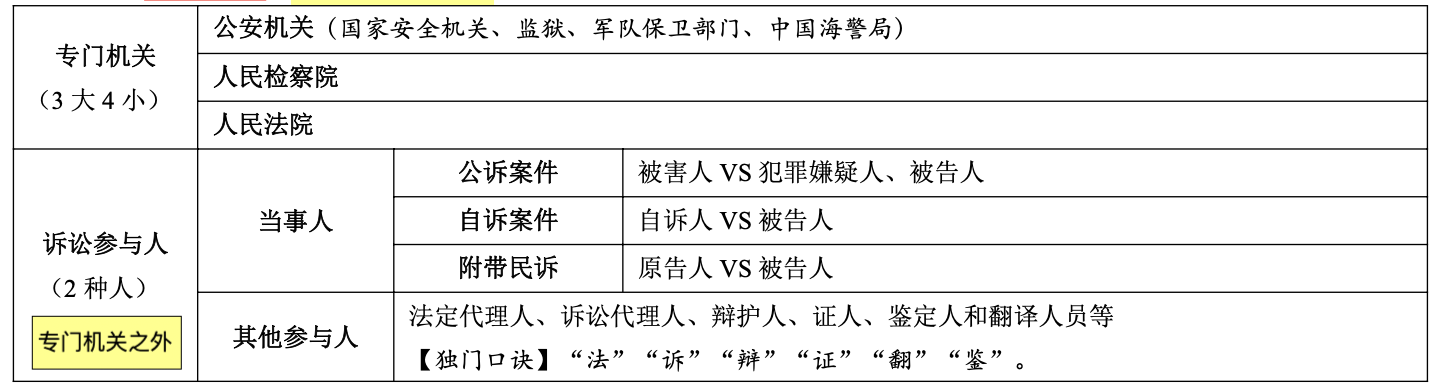 专门机关
（3 大 4 小）
公安机关（国家安全机关、监狱、军队保卫部门、中国海警局）
人民检察院
人民法院
诉讼参与人
（2 种人）
专门机关之外
当事人
公诉案件
被害人 VS 犯罪嫌疑人、被告人
自诉案件
自诉人 VS 被告人
附带民诉
原告人 VS 被告人
其他参与人
法定代理人、诉讼代理人、辩护人、证人、鉴定人和翻译人员等
【独门口诀】“法”“诉”“辩”“证”“翻”“鉴”。